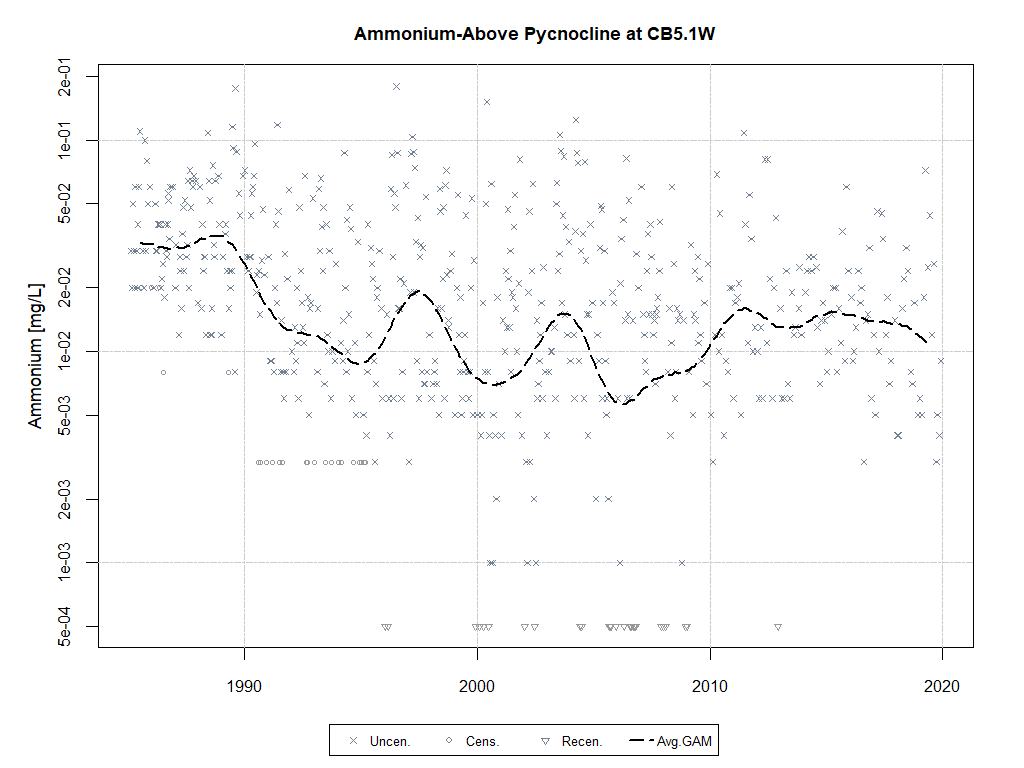 Ammonium-Above Pycnocline at CB5.1W
Ammonium [mg/L]
2e-01
1e-01
5e-02
2e-02
1e-02
5e-03
2e-03
1e-03
5e-04
1990 2000 2010 2020
Uncen. Cens. Recen. Avg.GAM